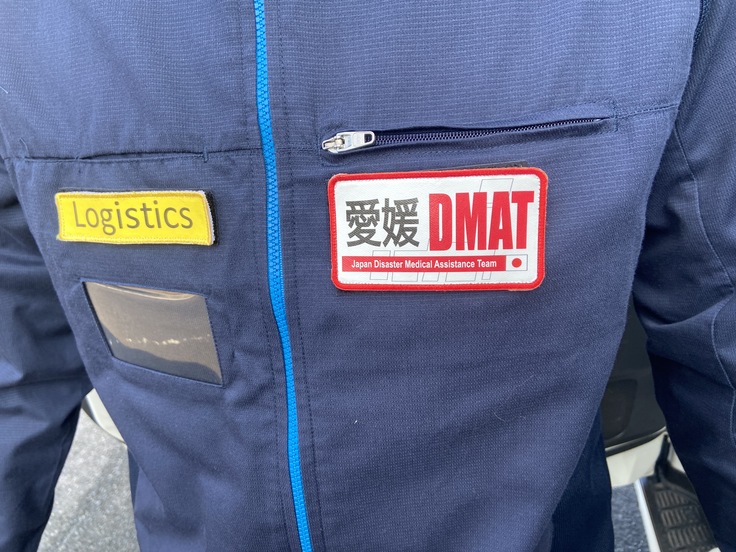 Logistics
愛媛 DMAT
Japan Disaster Medical Assistance Team